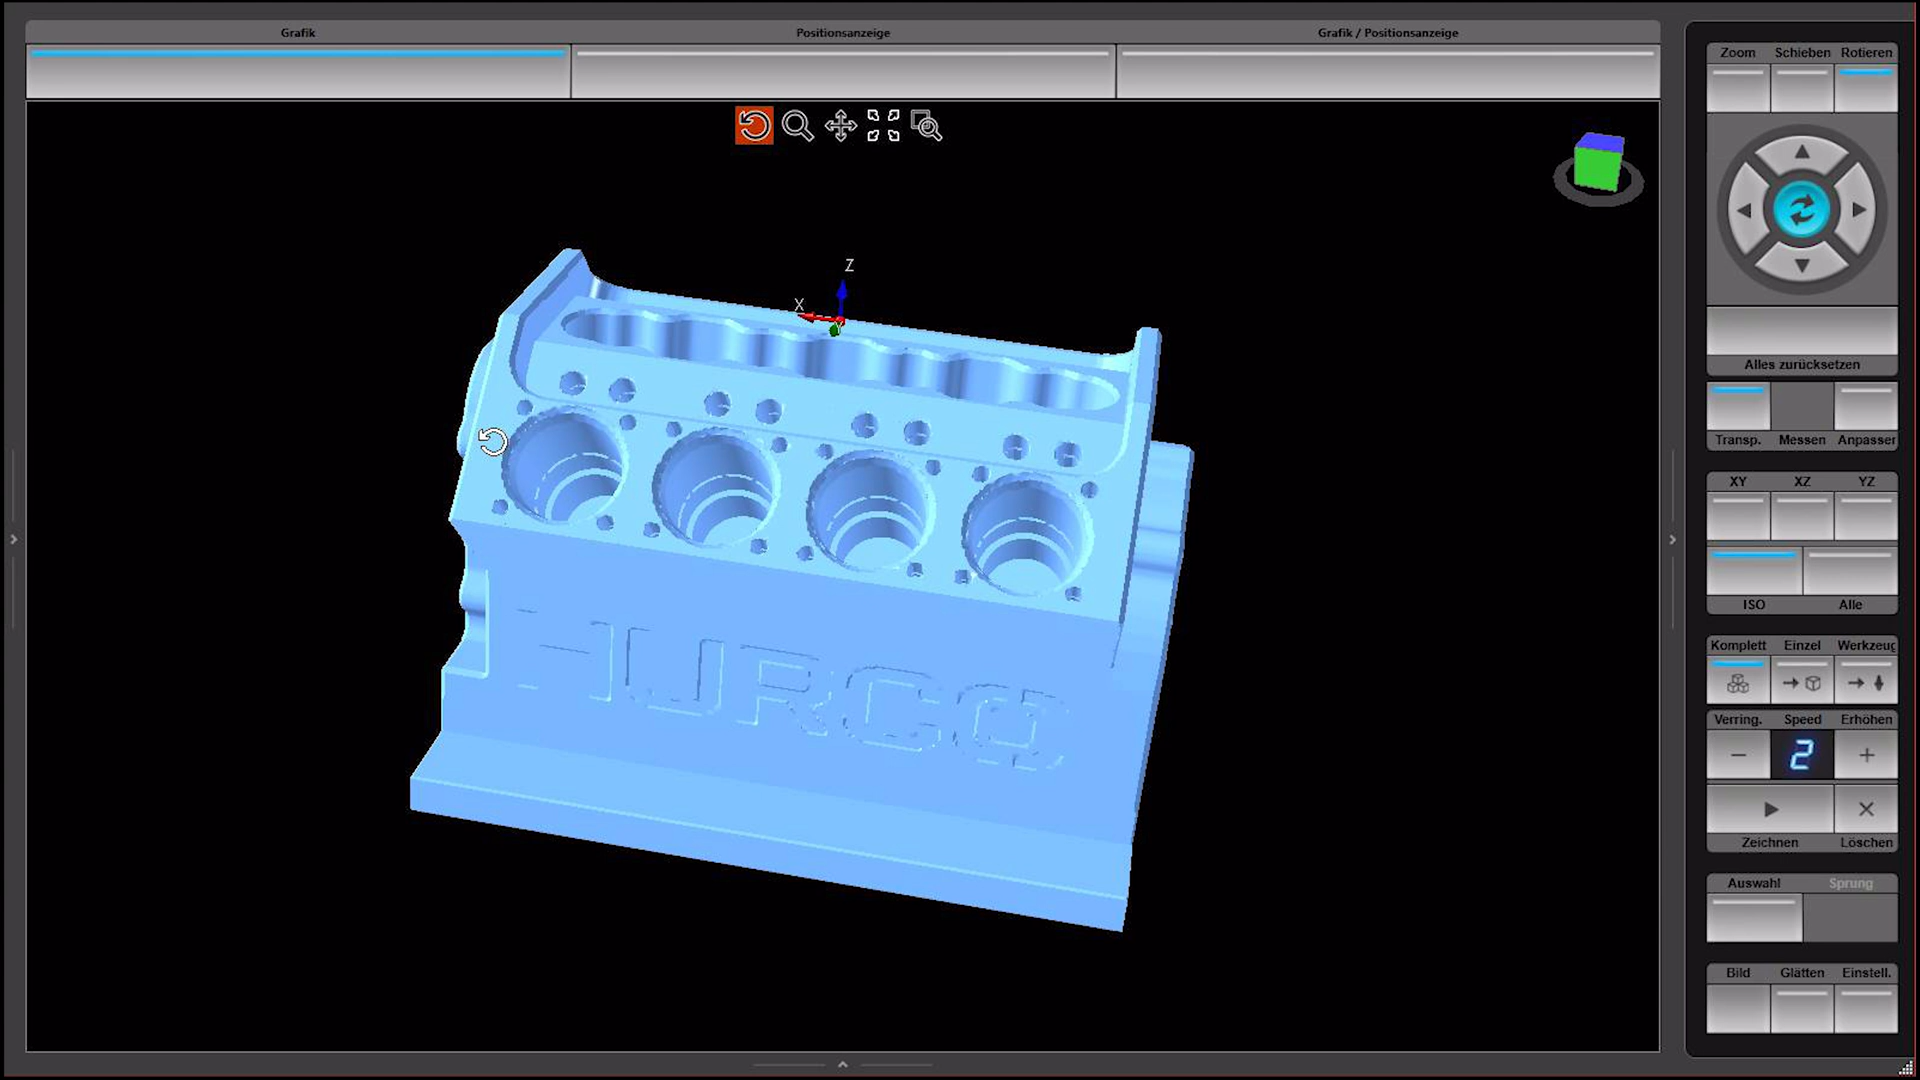 Grafik
Positionsanzeige
Grafik / Positionsanzeige
Zoom
Schieben
Rotieren
Z
X
HURCO
Alles zurücksetzen
Transp.
Messen
Anpassen
XY
XZ
YZ
ISO
Alle
Komplett
Einzel
Werkzeug
Verring.
Speed
Erhöhen
2
Zeichnen
Löschen
Auswahl
Sprung
Bild
Glätten
Einstell.